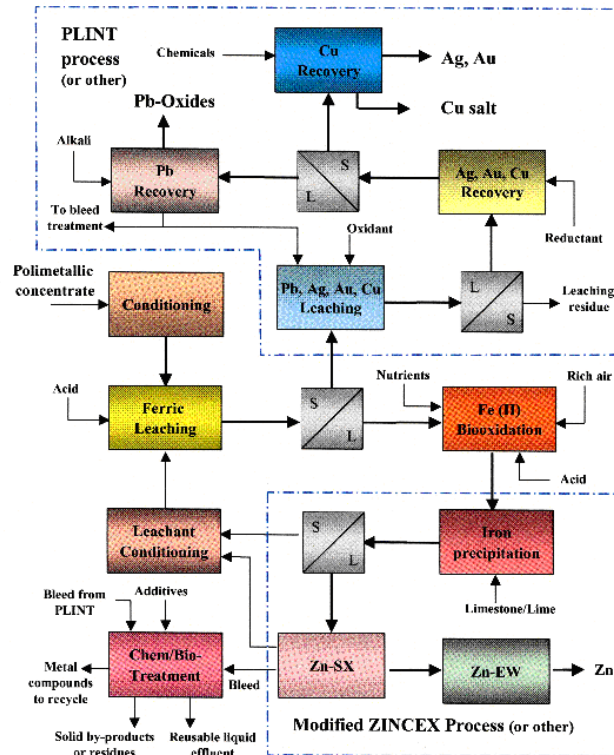 PLINT
process
(or other)
Chemicals
Cu
Recovery
Ag, Au
Cu salt
Pb-Oxides
Alkali
Pb
Recovery
S
L
Ag, Au, Cu
Recovery
To bleed
treatment
Oxidant
Reductant
Polimetallic
concentrate
Conditioning
Pb, Ag, Au, Cu
Leaching
L
S
Leaching
residue
Acid
Ferric
Leaching
S
L
Nutrients
Rich air
Fe (II)
Biooxidation
Acid
Leachant
Conditioning
S
L
Iron
precipitation
Limestone/Lime
Bleed from
PLINT
Additives
Chem/Bio-
Treatment
Metal
compounds
to recycle
Bleed
Zn-SX
Zn-EW
Zn
Solid by-products
or residues
Reusable liquid
effluent
Modified ZINCEX Process (or other)